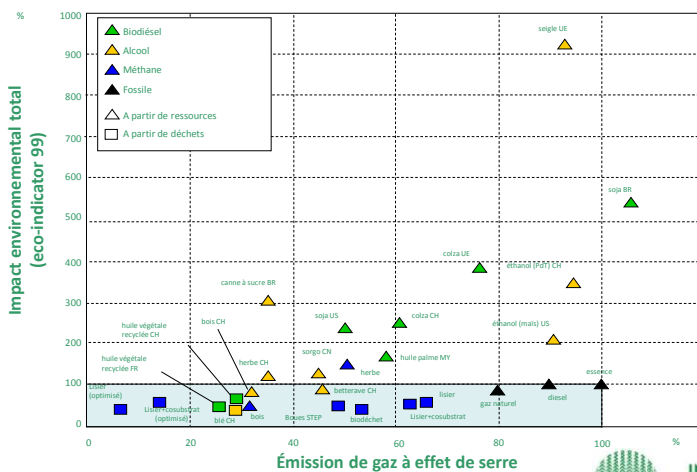 %
1000
900
800
700
600
500
400
300
200
100
0
Impact environnemental total
(eco-indicator 99)
Biodiésel
Alcool
Méthane
Fossile
A partir de ressources
A partir de déchets
seigle UE
soja BR
colza UE
éthanol (PdT) CH
canne à sucre BR
soja US
colza CH
éthanol (maïs) US
huile végétale
recyclée CH
bois CH
huile végétale
recyclée FR
herbe CH
sorgo CN
herbe
huile palme MY
essence
Lisier
(optimisé)
betterave CH
fisier
gaz naturel
diesel
Lisier+cosubstrat
(optimisé)
blé CH
bois
Boues STEP
biodéchet
Lisier+cosubstrat
0
20
40
60
80
100
%
Émission de gaz à effet de serre